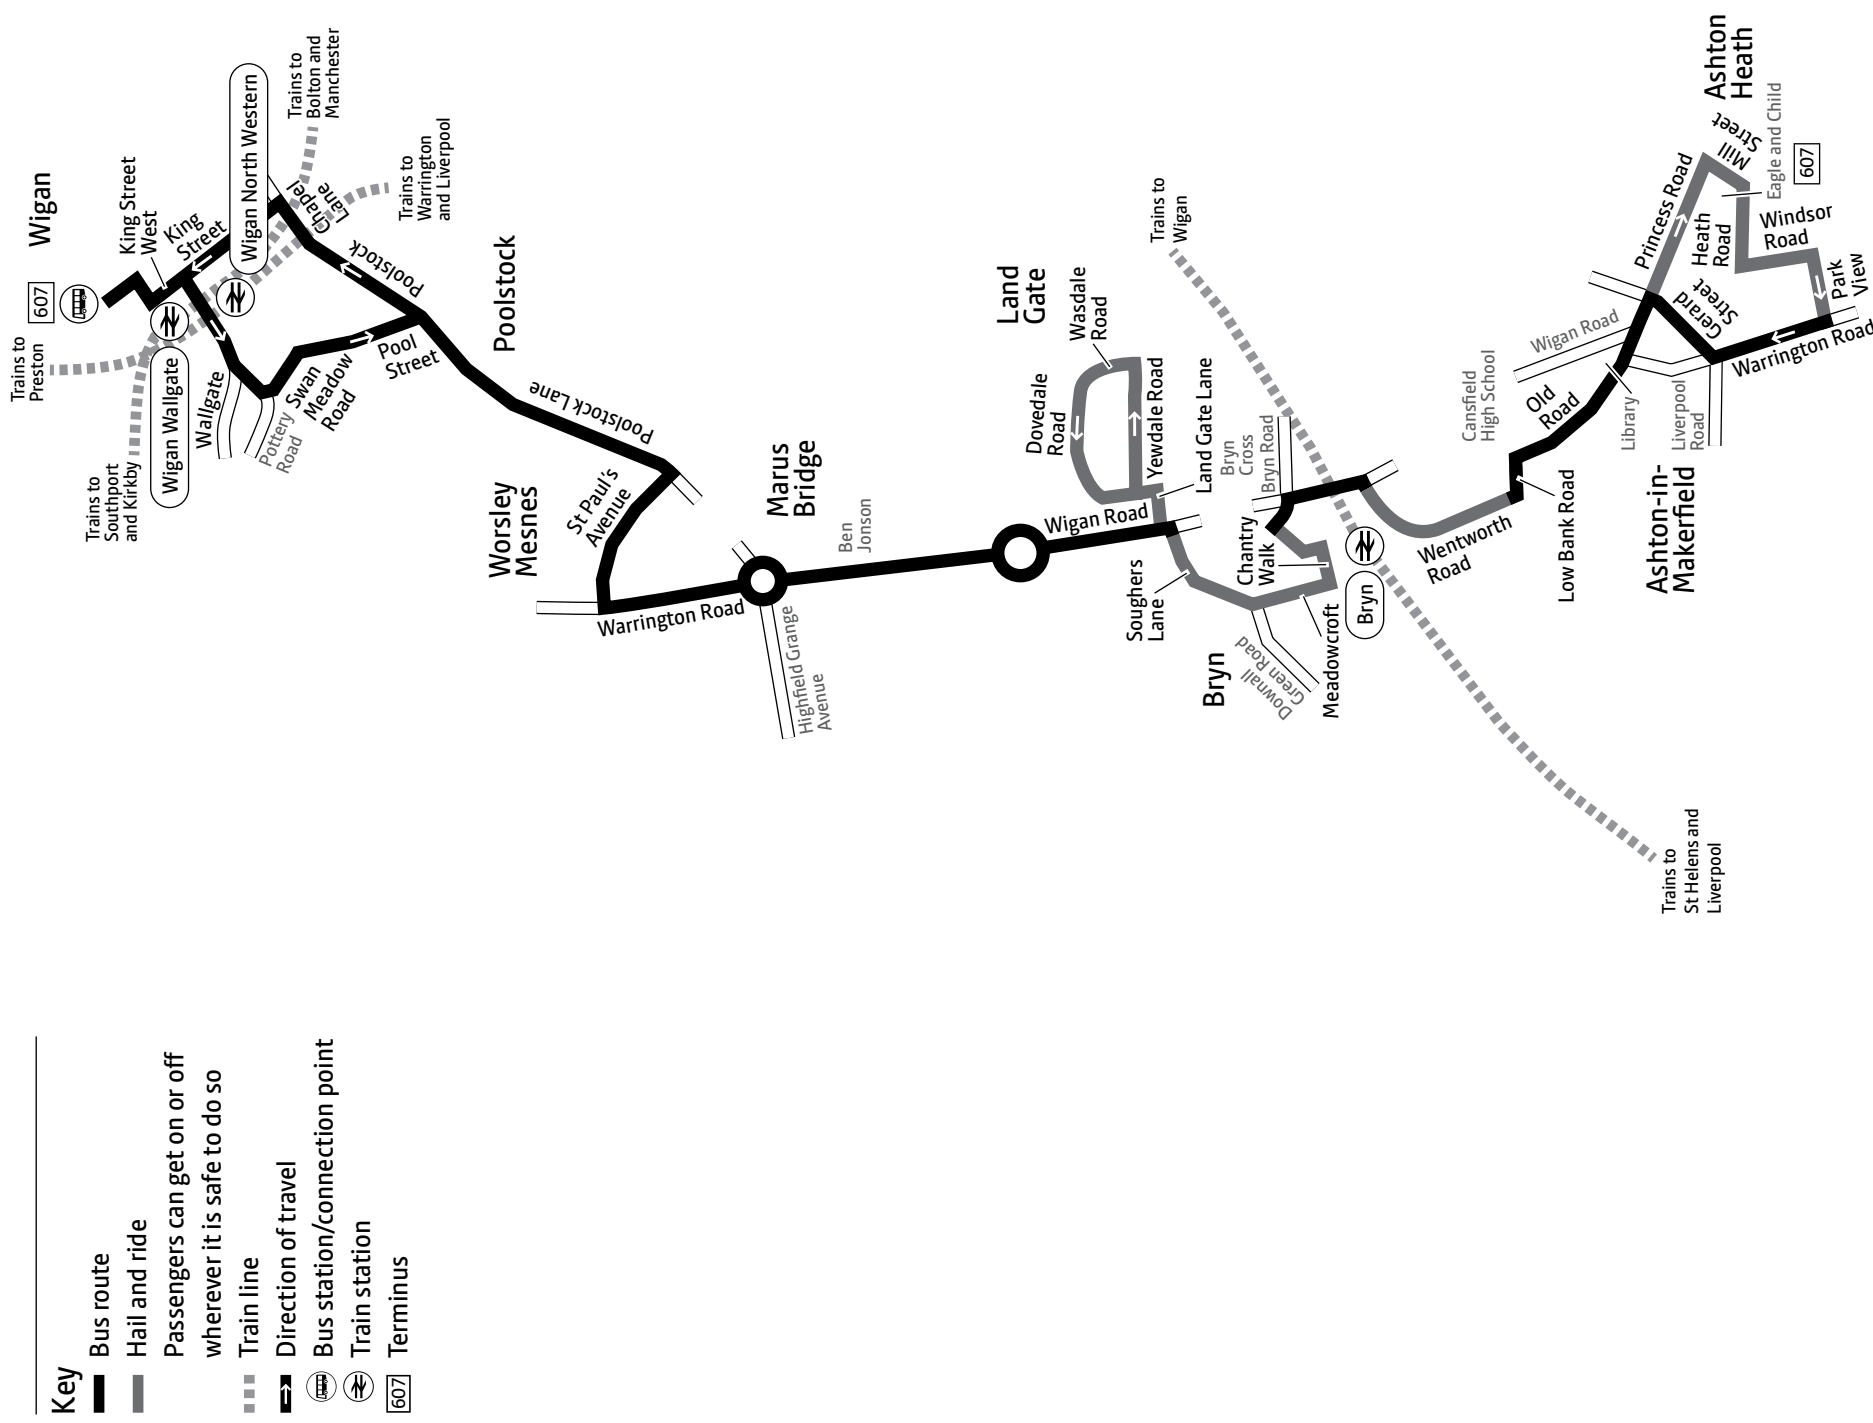 Key
Bus route
Hail and ride
Passengers can get on or off
wherever it is safe to do so
Train line
Direction of travel
Bus station/connection point
Train station
607
Terminus
607
Wigan
Trains to
Preston
Trains to
Southport
and Kirkby
Wigan Wallgate
King Street
West
King
Street
Wigan North Western
Trains to
Bolton and
Manchester
Trains to
Warrington
and Liverpool
Chapel
Lane
Wallgate
Pottery
Road
Swan
Meadow
Road
Pool
Street
Poolstock
Poolstock
Poolstock Lane
Worsley
Mesnes
St Paul's
Avenue
Warrington Road
Marus
Bridge
Highfield Grange
Avenue
Ben
Jonson
Land
Gate
Wigan Road
Dovedale
Road
Wasdale
Road
Yewdale Road
Land Gate Lane
Trains to
Wigan
Soughers
Lane
Bryn
Downall
Green Road
Meadowcroft
Chantry
Walk
Bryn
Cross
Bryn Road
Bryn
Wentworth
Road
Low Bank Road
Cansfield
High School
Old
Road
Wigan Road
Library
Liverpool
Road
Ashton-in-
Makerfield
Trains to
St Helens and
Liverpool
Princess Road
Gerard
Street
Heath
Road
Mill
Street
Ashton
Heath
Eagle and Child
607
Windsor
Road
Park
View
Warrington Road